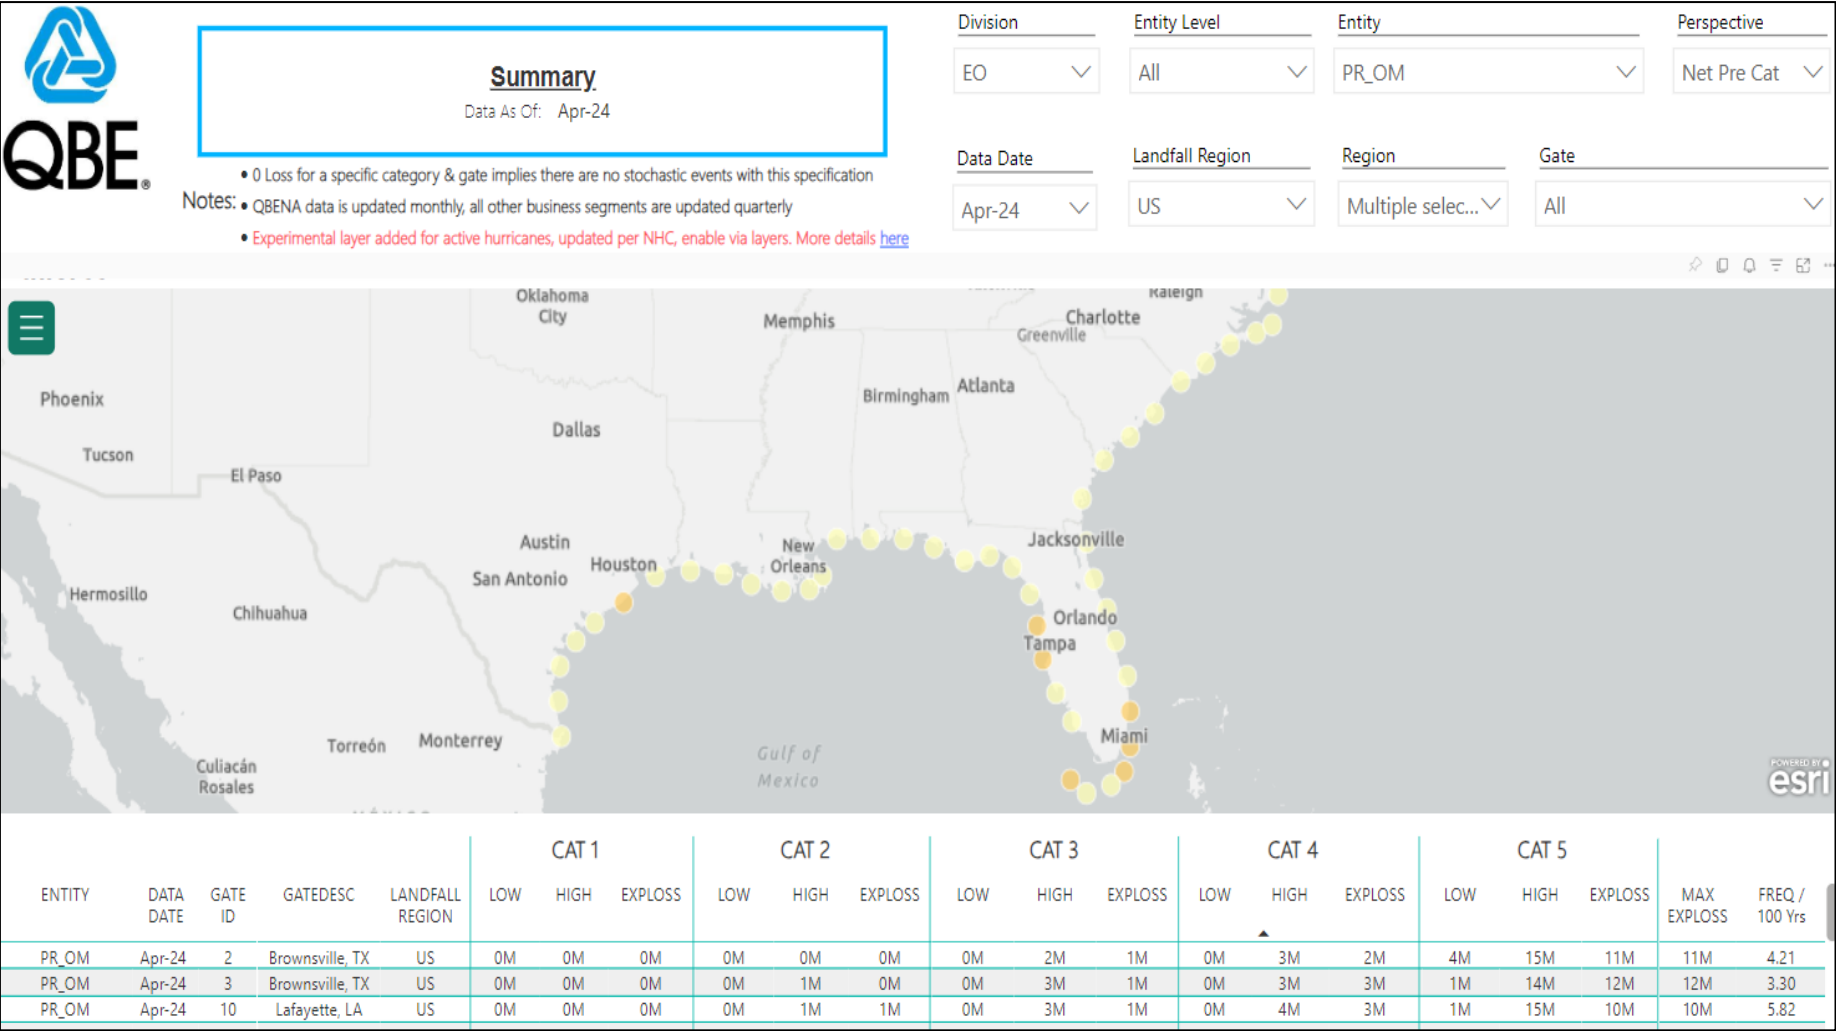 QBE®
Summary
Data As Of: Apr-24
Notes:
• 0 Loss for a specific category & gate implies there are no stochastic events with this specification
• QBENA data is updated monthly, all other business segments are updated quarterly
• Experimental layer added for active hurricanes, updated per NHC, enable via layers. More details here
Division
Entity Level
Entity
Perspective
EO
All
PR_OM
Net Pre Cat
Data Date
Landfall Region
Region
Gate
Apr-24
US
Multiple selec...
All
Oklahoma
City
Memphis
Raleigh
Charlotte
Greenville
Phoenix
Birmingham
Atlanta
Dallas
Tucson
El Paso
Austin
Houston
New
Orleans
Jacksonville
San Antonio
Hermosillo
Chihuahua
Orlando
Tampa
Torreón
Monterrey
Miami
Culiacán
Rosales
Gulf of
Mexico
POWERED BY
esri
CAT 1 CAT 2 CAT 3 CAT 4 CAT 5
ENTITY DATA GATE GATEDESC LANDFALL LOW HIGH EXPLOSS LOW HIGH EXPLOSS LOW HIGH EXPLOSS LOW HIGH EXPLOSS LOW HIGH EXPLOSS MAX FREQ /
DATE ID REGION EXPLOSS 100 Yrs
PR_OM Apr-24 2 Brownsville, TX US 0M 0M 0M 0M 0M 0M 0M 2M 1M 0M 3M 2M 4M 15M 11M 11M 4.21
PR_OM Apr-24 3 Brownsville, TX US 0M 0M 0M 0M 1M 0M 0M 3M 1M 0M 3M 3M 1M 14M 12M 12M 3.30
PR_OM Apr-24 10 Lafayette, LA US 0M 0M 0M 0M 1M 1M 0M 3M 1M 0M 4M 3M 1M 15M 10M 10M 5.82